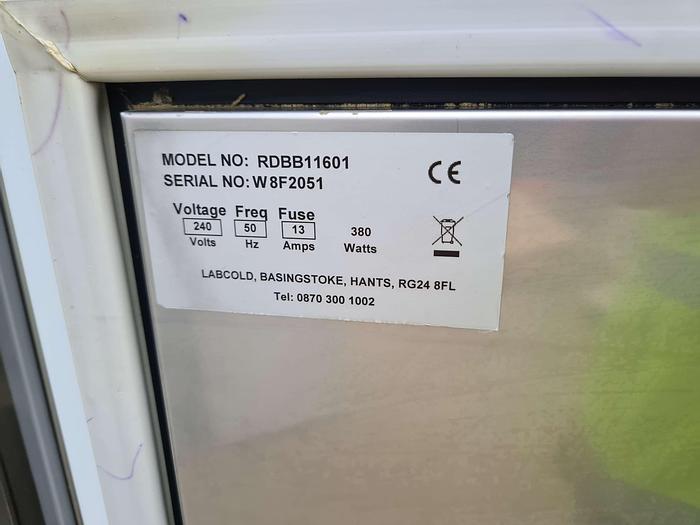 MODEL NO: RDBB11601
SERIAL NO: W8F2051
CE
Voltage Freq Fuse
240 50 13 380
Volts Hz Amps Watts
LABCOLD, BASINGSTOKE, HANTS, RG24 8FL
Tel: 0870 300 1002